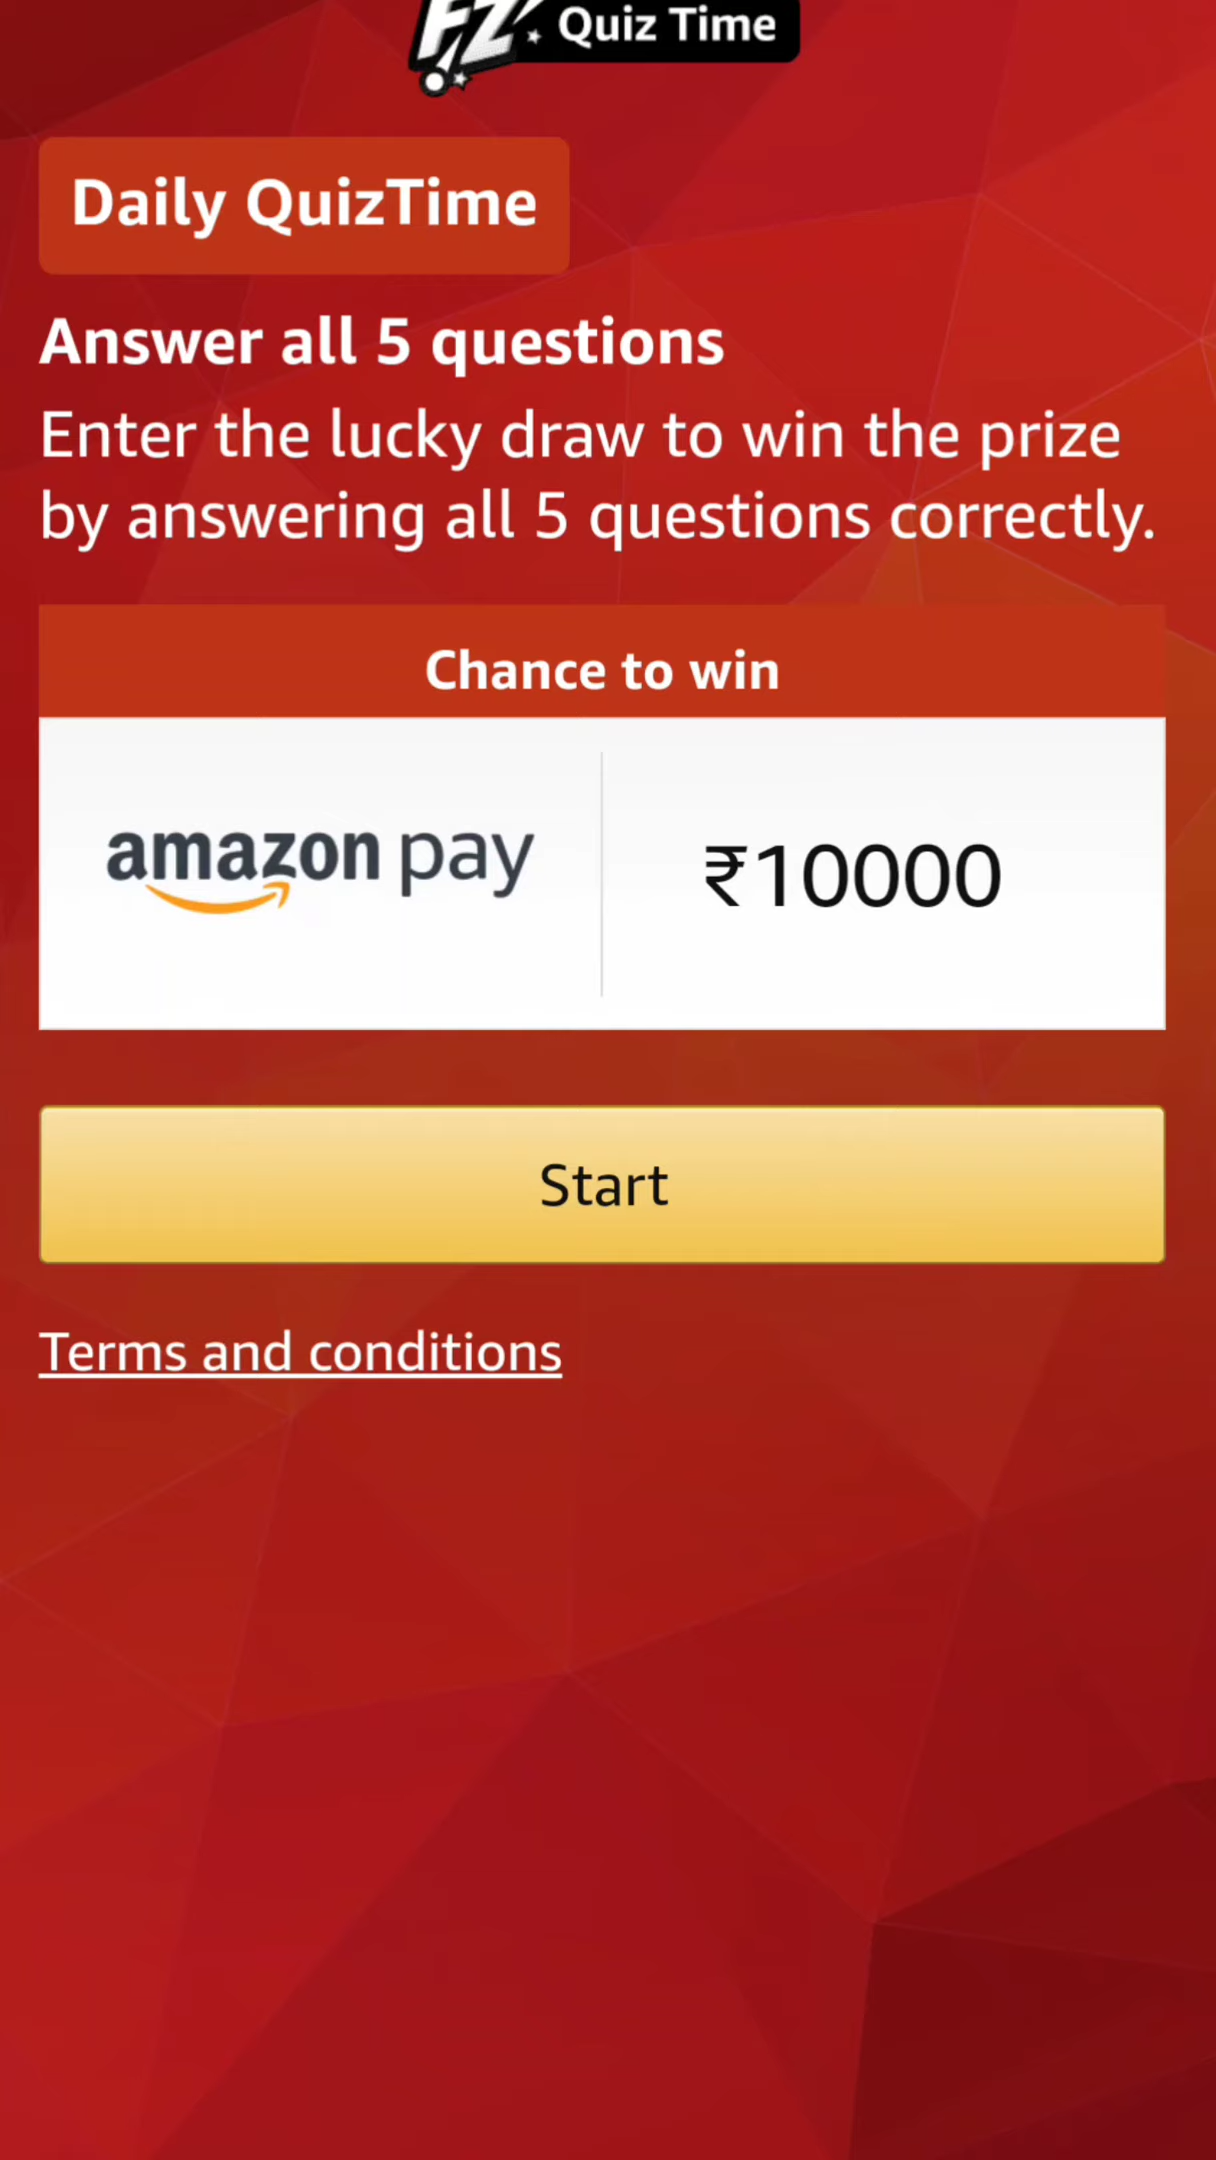 FZ Quiz Time
Daily QuizTime
Answer all 5 questions
Enter the lucky draw to win the prize
by answering all 5 questions correctly.
Chance to win
amazon pay
₹10000
Start
Terms and conditions